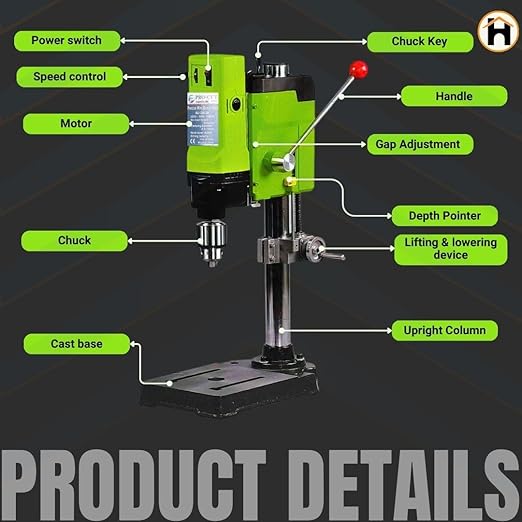 Power switch
Chuck Key
Speed control
Handle
Motor
Gap Adjustment
Depth Pointer
Chuck
Lifting & lowering
device
Cast base
Upright Column
PRODUCT DETAILS